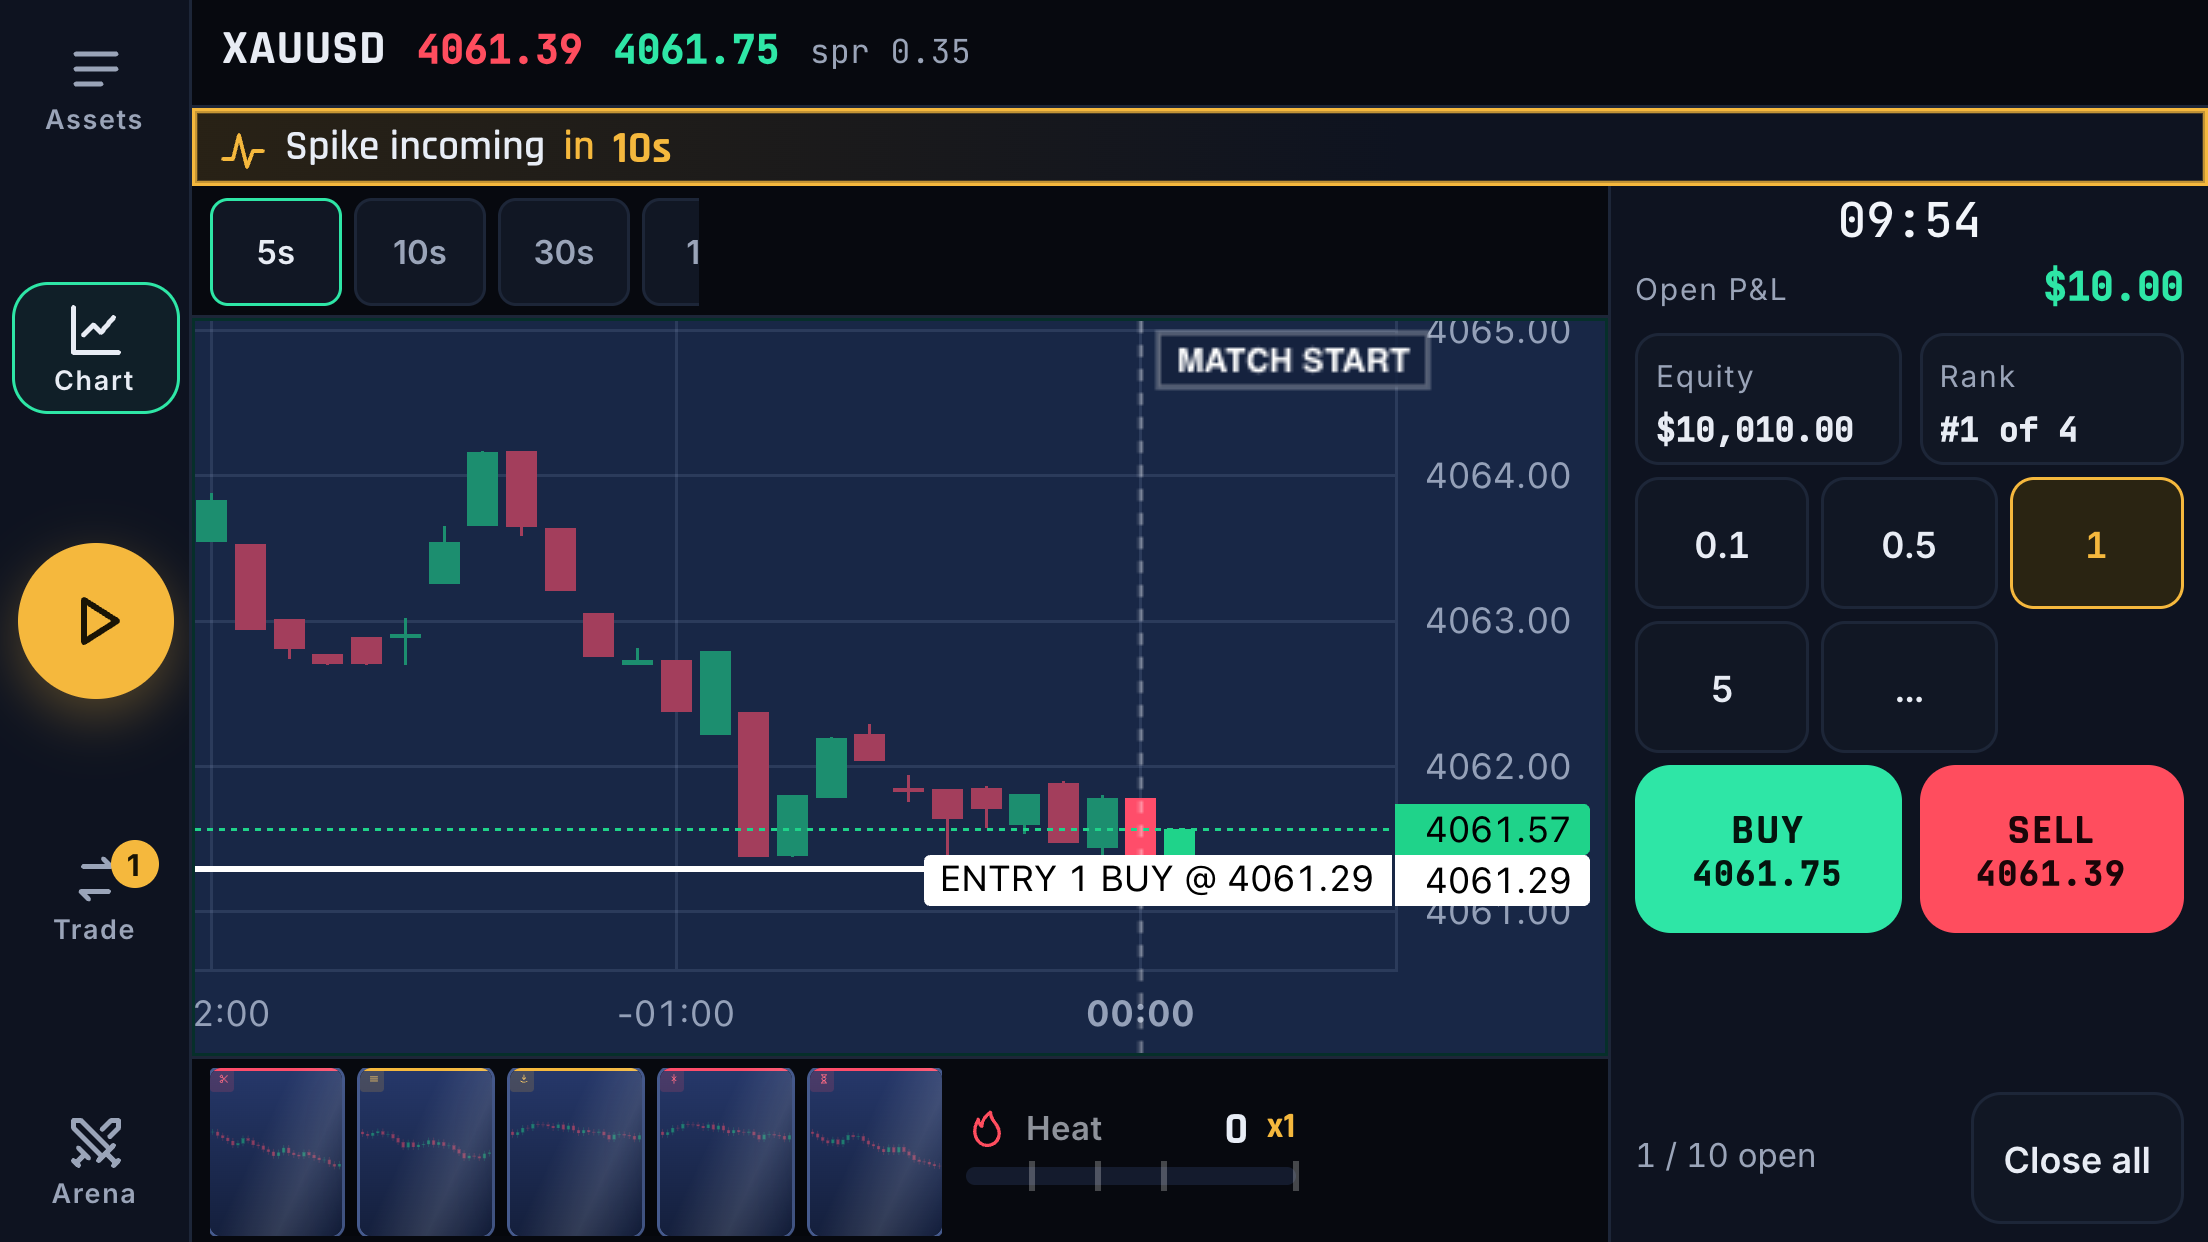 Assets
Chart
1
Trade
Arena
XAUUSD 4061.39 4061.75 spr 0.35
Spike incoming in 10s
5s 10s 30s 1
4065.00
MATCH START
4064.00
4063.00
4062.00
4061.57
ENTRY 1 BUY @ 4061.29 4061.29
4061.00
2:00 -01:00 00:00
Heat 0 x1
09:54
Open P&L $10.00
Equity
$10,010.00
Rank
#1 of 4
0.1 0.5 1
5 ...
BUY
4061.75
SELL
4061.39
1 / 10 open
Close all